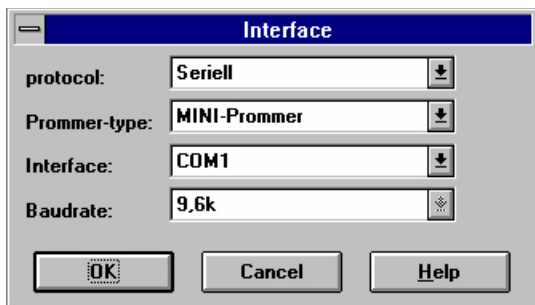 Interface
protocol: Seriell
Prommer-type: MINI-Prommer
Interface: COM1
Baudrate: 9,6k
OK Cancel Help